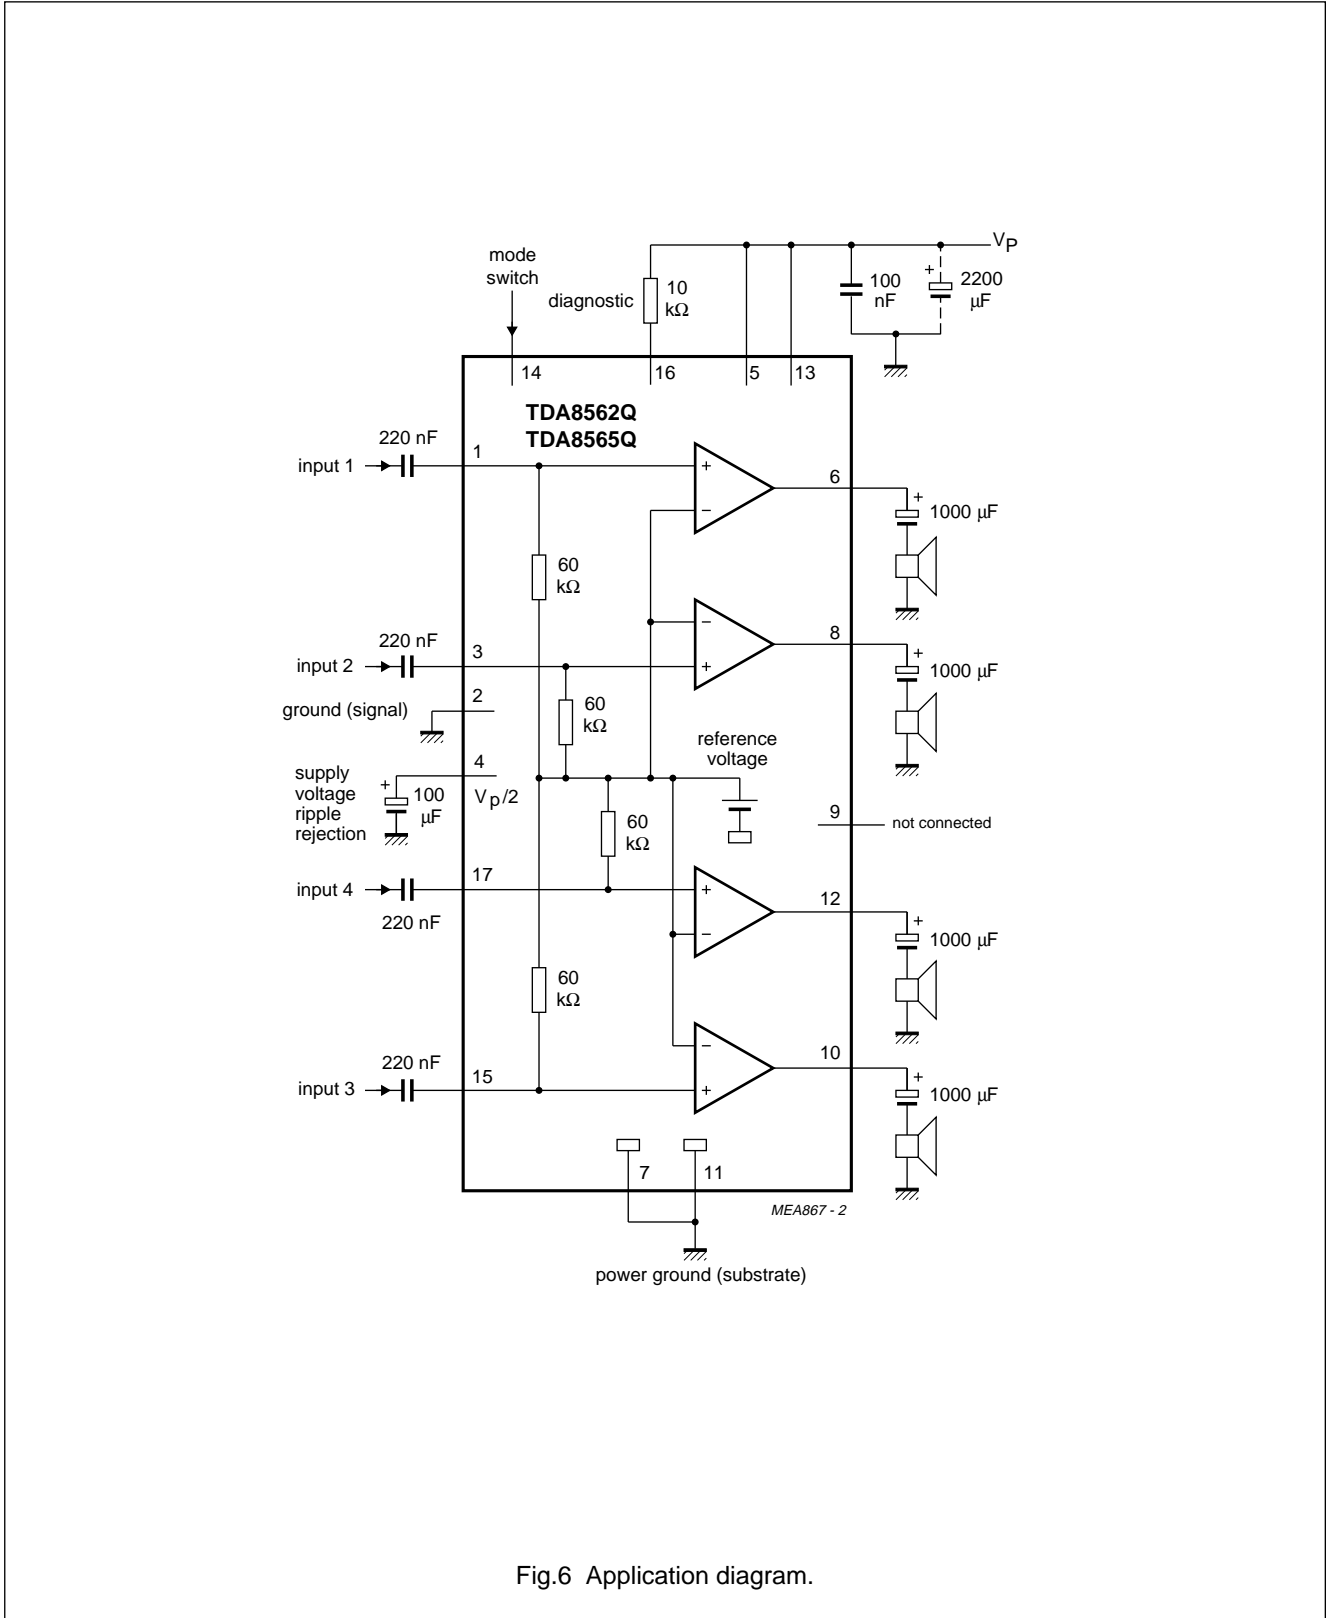 V_P
mode
switch
diagnostic
10
kΩ
100
nF
+
2200
µF
14
16
5
13
TDA8562Q
TDA8565Q
220 nF
input 1
1
+
−
6
+
1000 µF
60
kΩ
220 nF
input 2
3
−
+
8
+
1000 µF
2
ground (signal)
60
kΩ
reference
voltage
4
V_p/2
supply
voltage
ripple
rejection
+
100
µF
60
kΩ
9
not connected
input 4
17
220 nF
+
−
12
+
1000 µF
60
kΩ
220 nF
input 3
15
−
+
10
+
1000 µF
7
11
MEA867 - 2
power ground (substrate)
Fig.6 Application diagram.